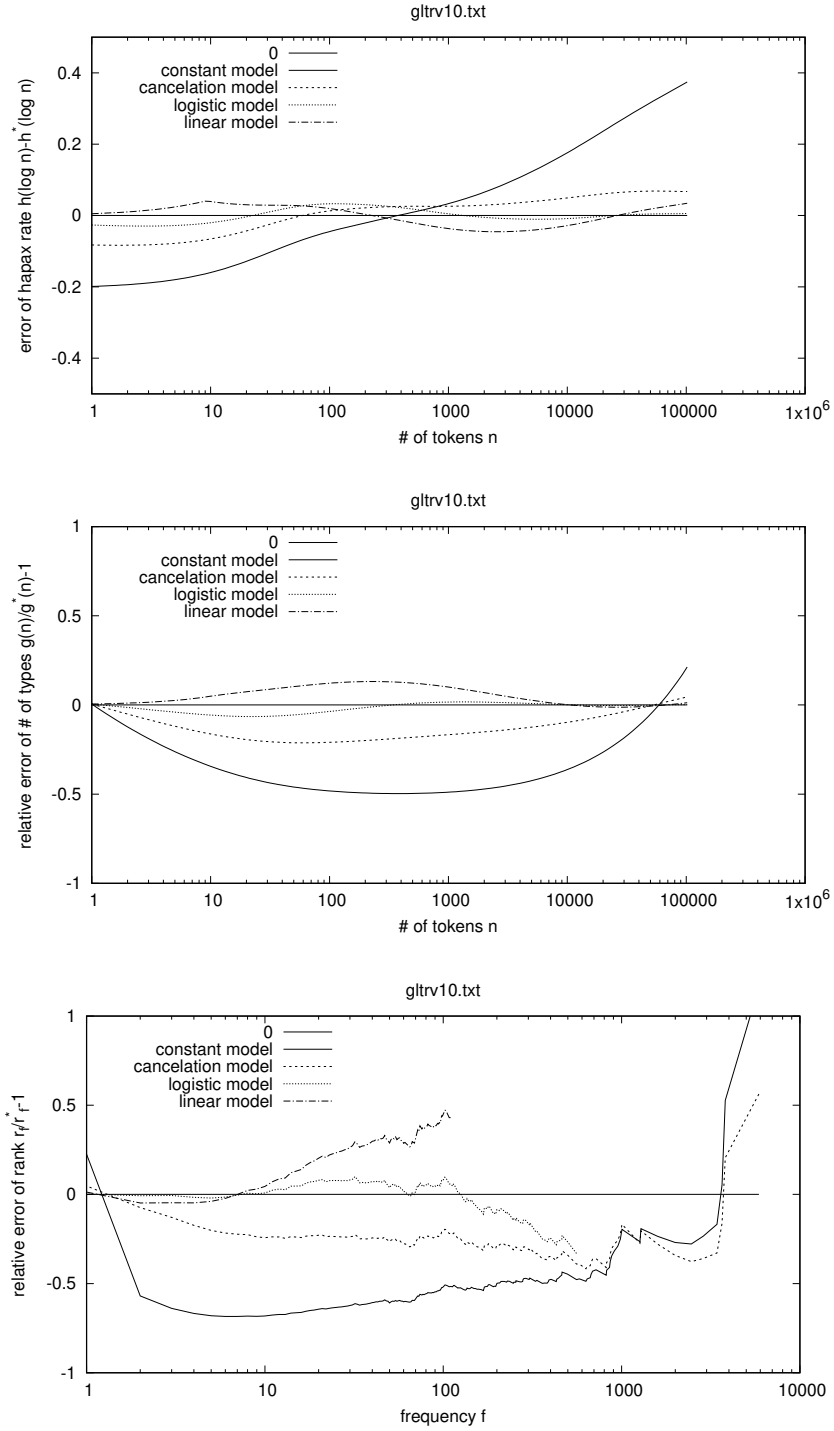 gltrv10.txt
error of hapax rate h(log n)-h*(log n)
0
constant model
cancelation model
logistic model
linear model
0.4
0.2
0
-0.2
-0.4
1 10 100 1000 10000 100000 1x10⁶
# of tokens n
gltrv10.txt
relative error of # of types g(n)/g*(n)-1
0
constant model
cancelation model
logistic model
linear model
1
0.5
0
-0.5
-1
1 10 100 1000 10000 100000 1x10⁶
# of tokens n
gltrv10.txt
relative error of rank r_f/r*_f-1
0
constant model
cancelation model
logistic model
linear model
1
0.5
0
-0.5
-1
1 10 100 1000 10000
frequency f